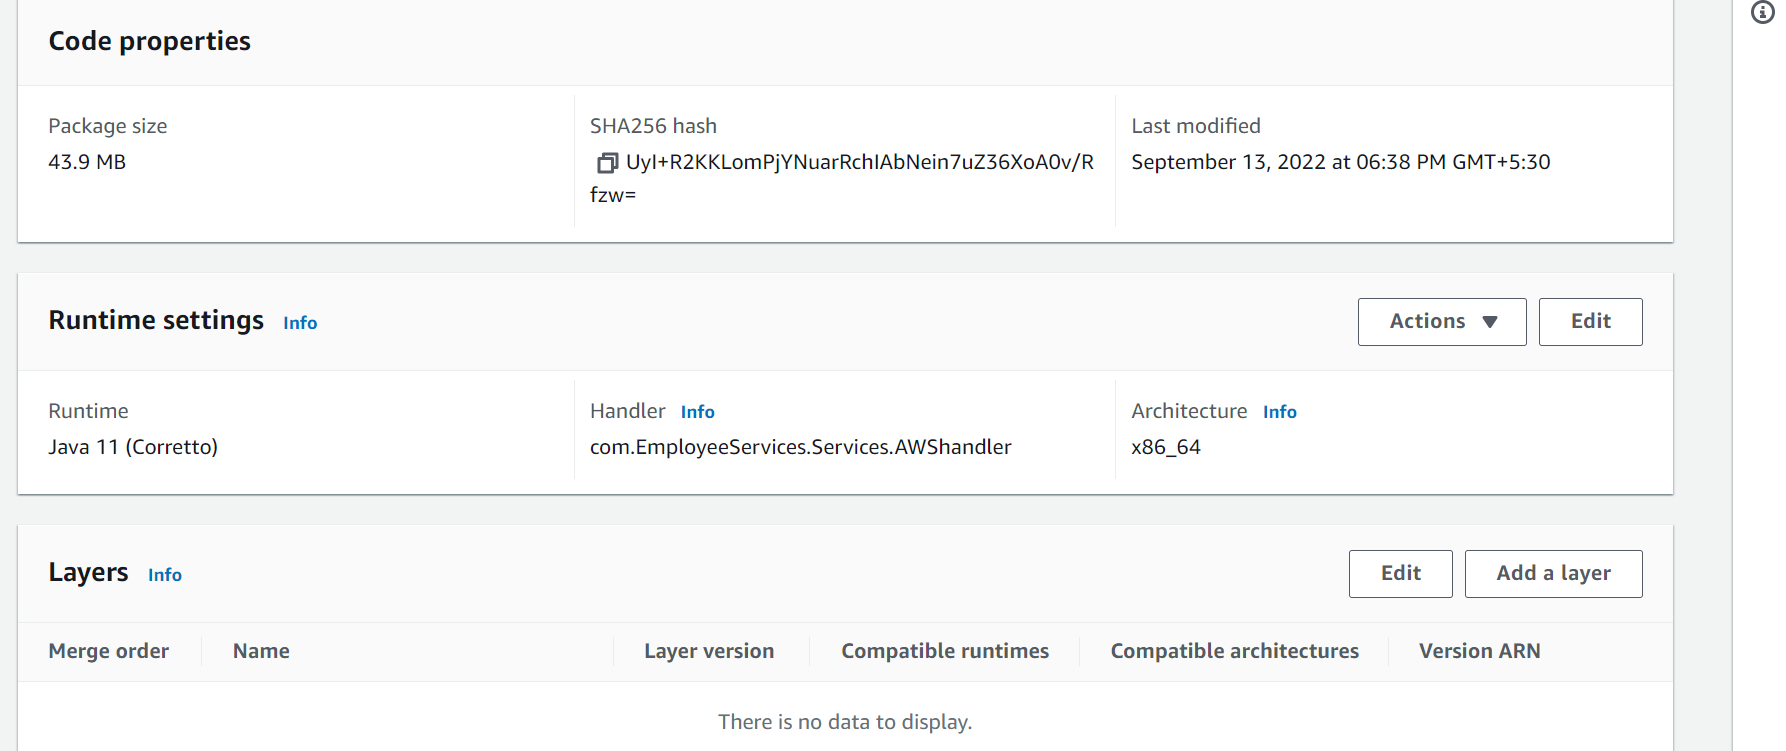 Code properties
Package size
43.9 MB
SHA256 hash
UyI+R2KKLomPjYNuarRchIAbNein7uZ36XoA0v/R
fzw=
Last modified
September 13, 2022 at 06:38 PM GMT+5:30
Runtime settings Info
Actions Edit
Runtime
Java 11 (Corretto)
Handler Info
com.EmployeeServices.Services.AWShandler
Architecture Info
x86_64
Layers Info
Edit Add a layer
Merge order Name Layer version Compatible runtimes Compatible architectures Version ARN
There is no data to display.